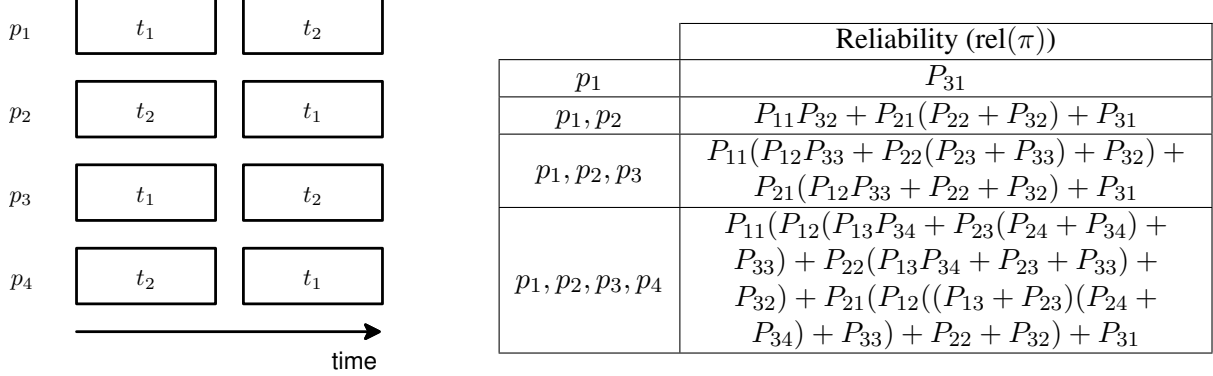 p₁ t₁ t₂
p₂ t₂ t₁
p₃ t₁ t₂
p₄ t₂ t₁
time
Reliability (rel(π))
p₁ P₃₁
p₁, p₂ P₁₁P₃₂ + P₂₁(P₂₂ + P₃₂) + P₃₁
p₁, p₂, p₃ P₁₁(P₁₂P₃₃ + P₂₂(P₂₃ + P₃₃) + P₃₂) +
P₂₁(P₁₂P₃₃ + P₂₂ + P₃₂) + P₃₁
p₁, p₂, p₃, p₄ P₁₁(P₁₂(P₁₃P₃₄ + P₂₃(P₂₄ + P₃₄) +
P₃₃) + P₂₂(P₁₃P₃₄ + P₂₃ + P₃₃) +
P₃₂) + P₂₁(P₁₂((P₁₃ + P₂₃)(P₂₄ +
P₃₄) + P₃₃) + P₂₂ + P₃₂) + P₃₁